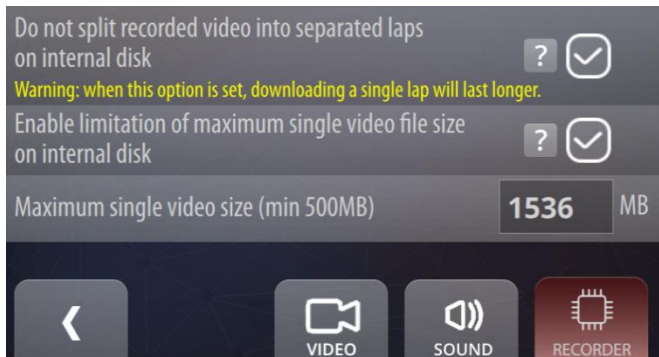 Do not split recorded video into separated laps
on internal disk
?
Warning: when this option is set, downloading a single lap will last longer.
Enable limitation of maximum single video file size
on internal disk
?
Maximum single video size (min 500MB)
1536 MB
VIDEO
SOUND
RECORDER